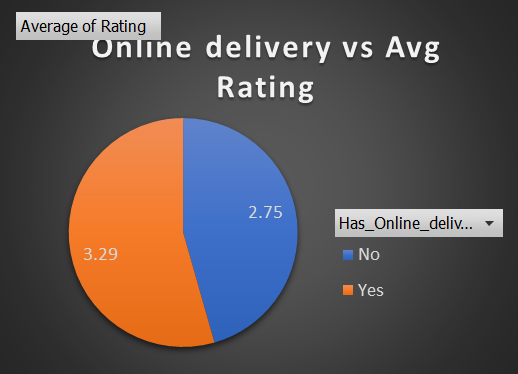 Average of Rating
Online delivery vs Avg
Rating
2.75
3.29
Has_Online_deliv...
No
Yes